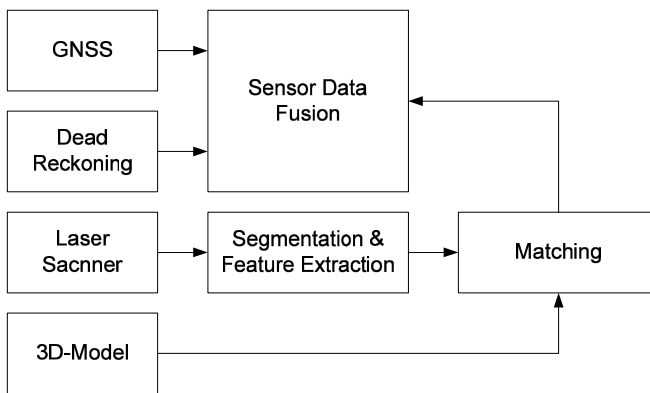 GNSS
Sensor Data
Fusion
Dead
Reckoning
Laser
Sacnner
Segmentation &
Feature Extraction
Matching
3D-Model